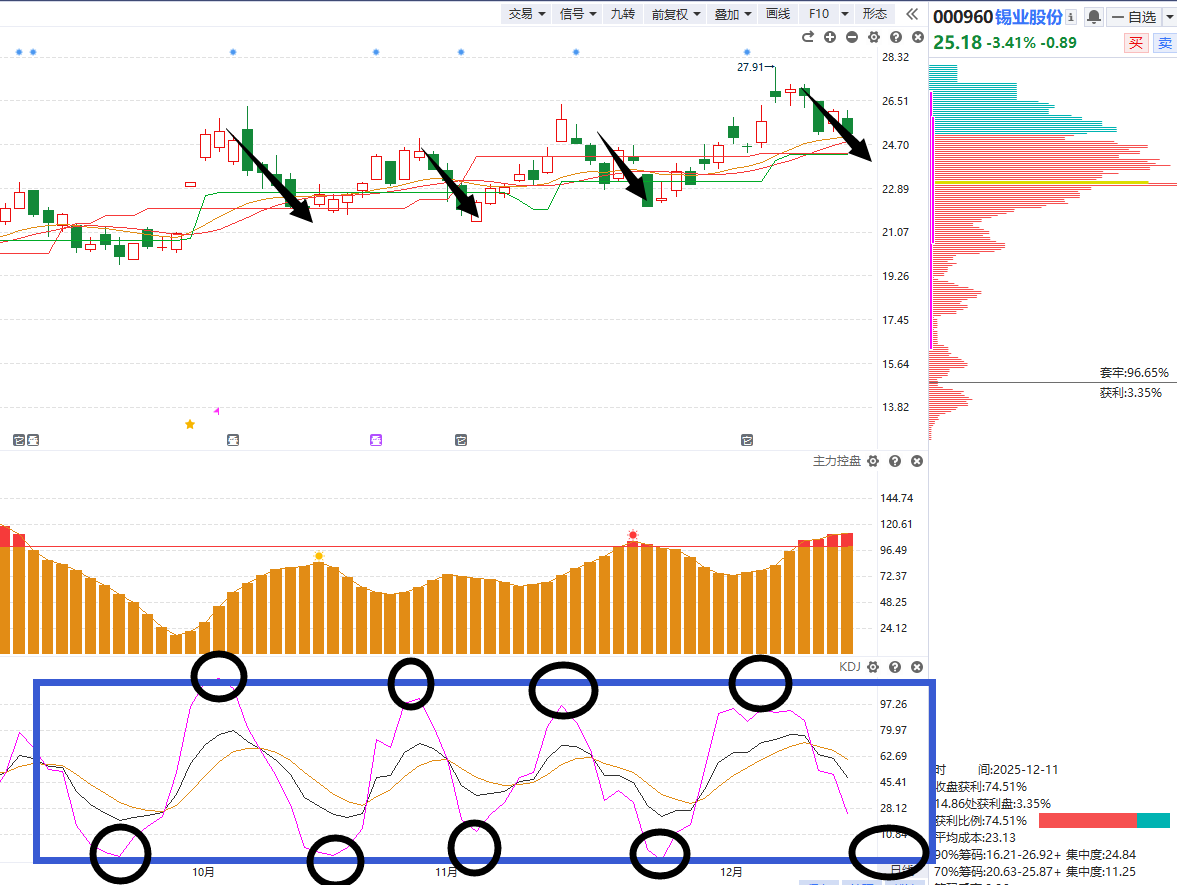 交易 信号 九转 前复权 叠加 画线 F10 形态
000960 锡业股份 自选
25.18 -3.41% -0.89 买 卖
27.91
28.32
26.51
24.70
22.89
21.07
19.26
17.45
15.64
13.82
套牢:96.65%
获利:3.35%
主力控盘
144.74
120.61
96.49
72.37
48.25
24.12
KDJ
97.26
79.97
62.69
45.41
28.12
10.84
10月 11月 12月 日线
时 间:2025-12-11
收盘获利:74.51%
14.86处获利盘:3.35%
获利比例:74.51%
平均成本:23.13
90%筹码:16.21-26.92+ 集中度:24.84
70%筹码:20.63-25.87+ 集中度:11.25